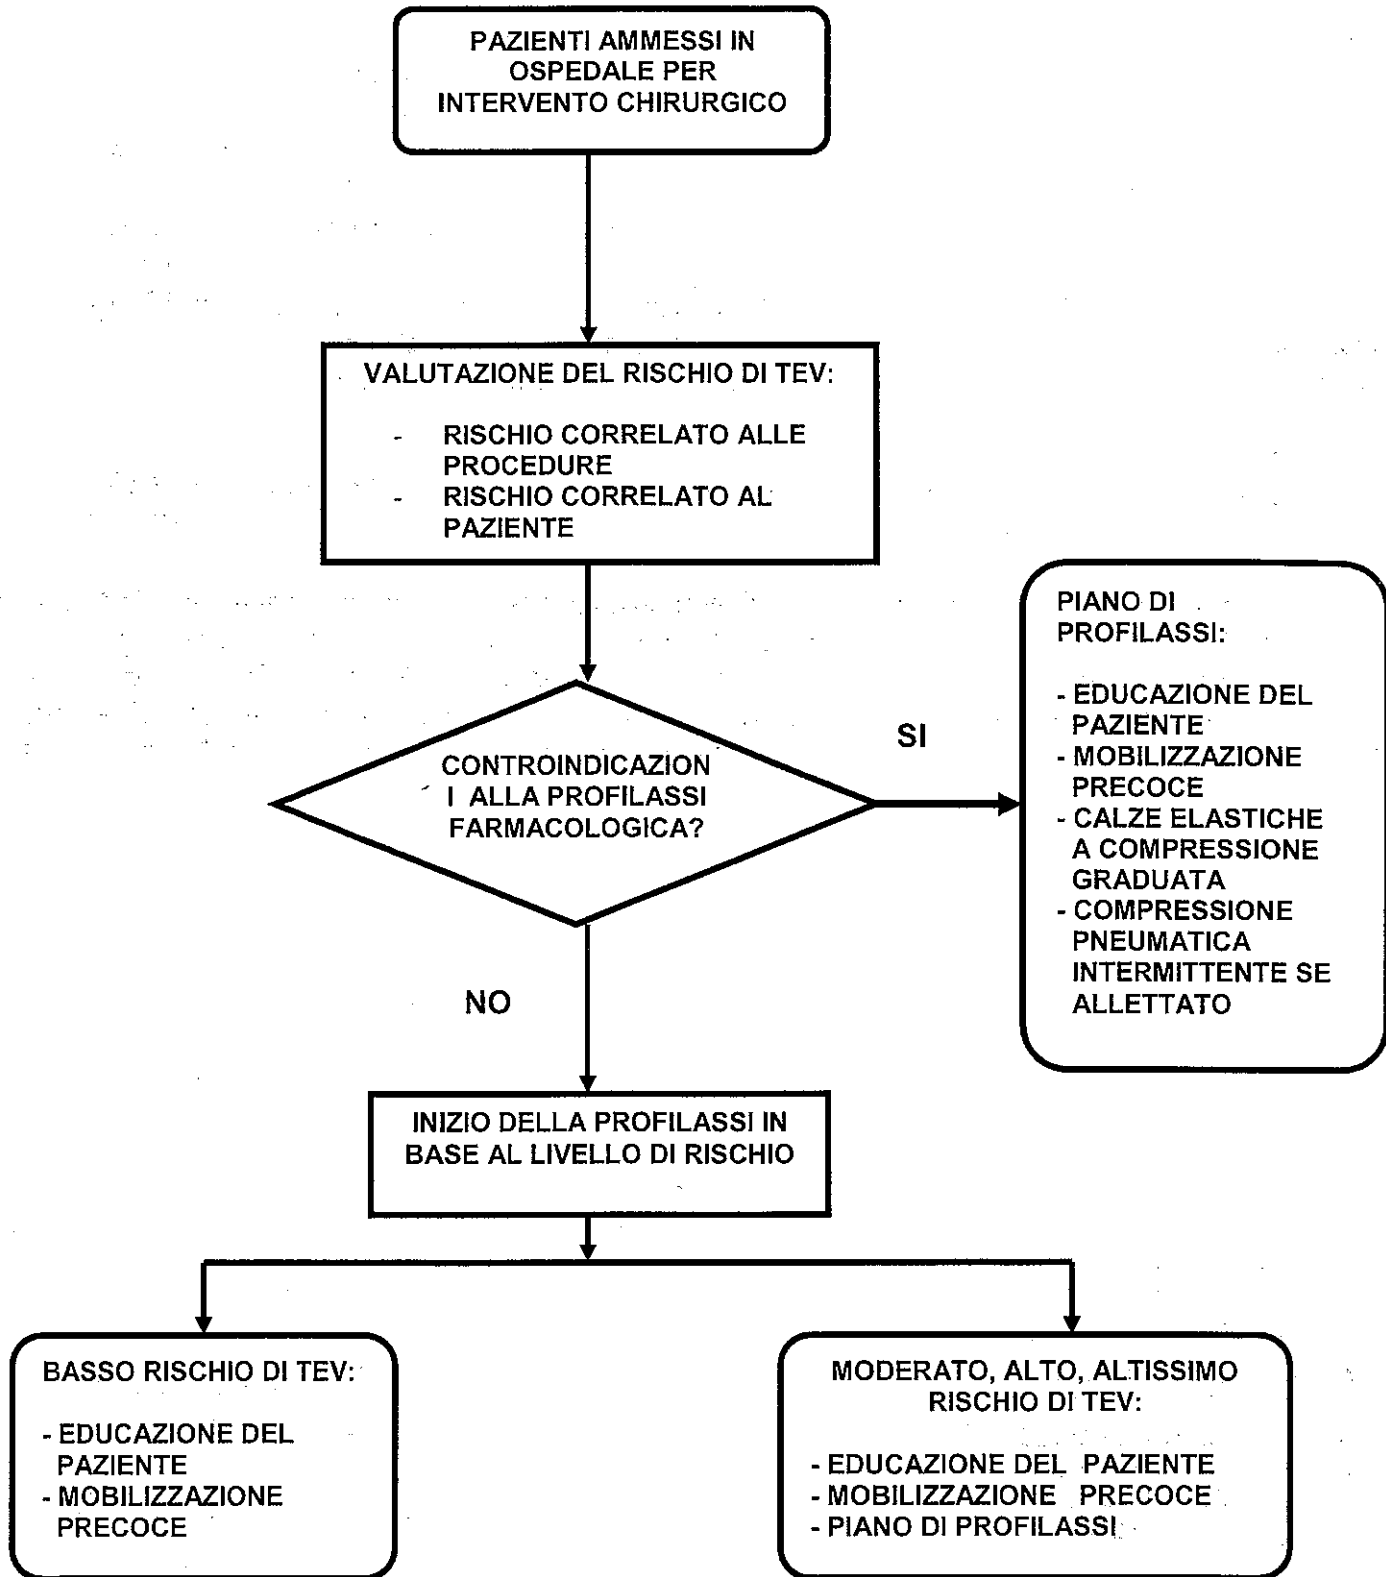 PAZIENTI AMMESSI IN
OSPEDALE PER
INTERVENTO CHIRURGICO
VALUTAZIONE DEL RISCHIO DI TEV:
- RISCHIO CORRELATO ALLE
PROCEDURE
- RISCHIO CORRELATO AL
PAZIENTE
CONTROINDICAZION
I ALLA PROFILASSI
FARMACOLOGICA?
SI
PIANO DI
PROFILASSI:
- EDUCAZIONE DEL
PAZIENTE
- MOBILIZZAZIONE
PRECOCE
- CALZE ELASTICHE
A COMPRESSIONE
GRADUATA
- COMPRESSIONE
PNEUMATICA
INTERMITTENTE SE
ALLETTATO
NO
INIZIO DELLA PROFILASSI IN
BASE AL LIVELLO DI RISCHIO
BASSO RISCHIO DI TEV:
- EDUCAZIONE DEL
PAZIENTE
- MOBILIZZAZIONE
PRECOCE
MODERATO, ALTO, ALTISSIMO
RISCHIO DI TEV:
- EDUCAZIONE DEL PAZIENTE
- MOBILIZZAZIONE PRECOCE
- PIANO DI PROFILASSI